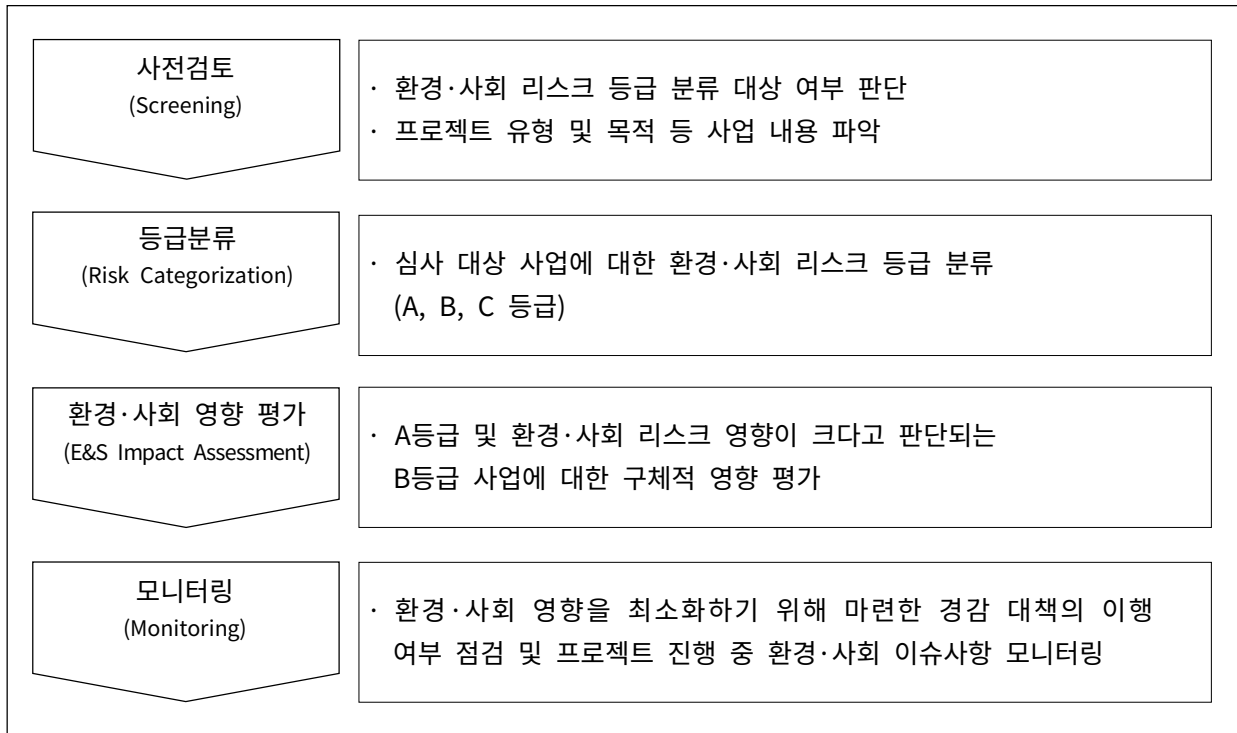 사전검토
(Screening)
· 환경·사회 리스크 등급 분류 대상 여부 판단
· 프로젝트 유형 및 목적 등 사업 내용 파악
등급분류
(Risk Categorization)
· 심사 대상 사업에 대한 환경·사회 리스크 등급 분류
(A, B, C 등급)
환경·사회 영향 평가
(E&S Impact Assessment)
· A등급 및 환경·사회 리스크 영향이 크다고 판단되는
B등급 사업에 대한 구체적 영향 평가
모니터링
(Monitoring)
· 환경·사회 영향을 최소화하기 위해 마련한 경감 대책의 이행
여부 점검 및 프로젝트 진행 중 환경·사회 이슈사항 모니터링